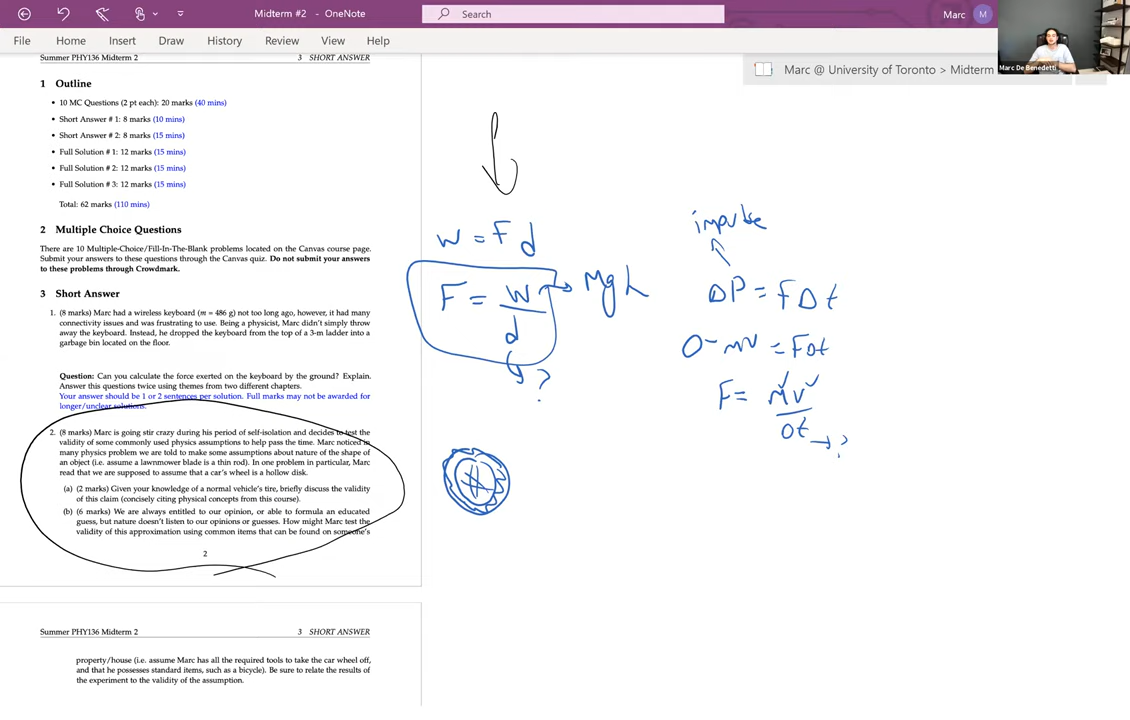 Midterm #2 - OneNote
Search
Marc
M
File Home Insert Draw History Review View Help
Marc De Benedetti
Marc @ University of Toronto > Midterm
Summer PHY136 Midterm 2 3 SHORT ANSWER
1 Outline
• 10 MC Questions (2 pt each): 20 marks (40 mins)
• Short Answer # 1: 8 marks (10 mins)
• Short Answer # 2: 8 marks (15 mins)
• Full Solution # 1: 12 marks (15 mins)
• Full Solution # 2: 12 marks (15 mins)
• Full Solution # 3: 12 marks (15 mins)
Total: 62 marks (110 mins)
2 Multiple Choice Questions
There are 10 Multiple-Choice/Fill-In-The-Blank problems located on the Canvas course page.
Submit your answers to these questions through the Canvas quiz. Do not submit your answers
to these problems through Crowdmark.
3 Short Answer
1. (8 marks) Marc had a wireless keyboard (m = 486 g) not too long ago, however, it had many
connectivity issues and was frustrating to use. Being a physicist, Marc didn't simply throw
away the keyboard. Instead, he dropped the keyboard from the top of a 3-m ladder into a
garbage bin located on the floor.
Question: Can you calculate the force exerted on the keyboard by the ground? Explain.
Answer this questions twice using themes from two different chapters.
Your answer should be 1 or 2 sentences per solution. Full marks may not be awarded for
longer/unclear solutions.
2. (8 marks) Marc is going stir crazy during his period of self-isolation and decides to test the
validity of some commonly used physics assumptions to help pass the time. Marc noticed in
many physics problem we are told to make some assumptions about nature of the shape of
an object (i.e. assume a lawnmower blade is a thin rod). In one problem in particular, Marc
read that we are supposed to assume that a car's wheel is a hollow disk.
(a) (2 marks) Given your knowledge of a normal vehicle's tire, briefly discuss the validity
of this claim (concisely citing physical concepts from this course).
(b) (6 marks) We are always entitled to our opinion, or able to formula an educated
guess, but nature doesn't listen to our opinions or guesses. How might Marc test the
validity of this approximation using common items that can be found on someone's
2
Summer PHY136 Midterm 2 3 SHORT ANSWER
property/house (i.e. assume Marc has all the required tools to take the car wheel off,
and that he possesses standard items, such as a bicycle). Be sure to relate the results of
the experiment to the validity of the assumption.
W = F d
F = W/d → Mgh
?
impulse
ΔP = F Δt
0 - mv = FΔt
F = mv/Δt → ?